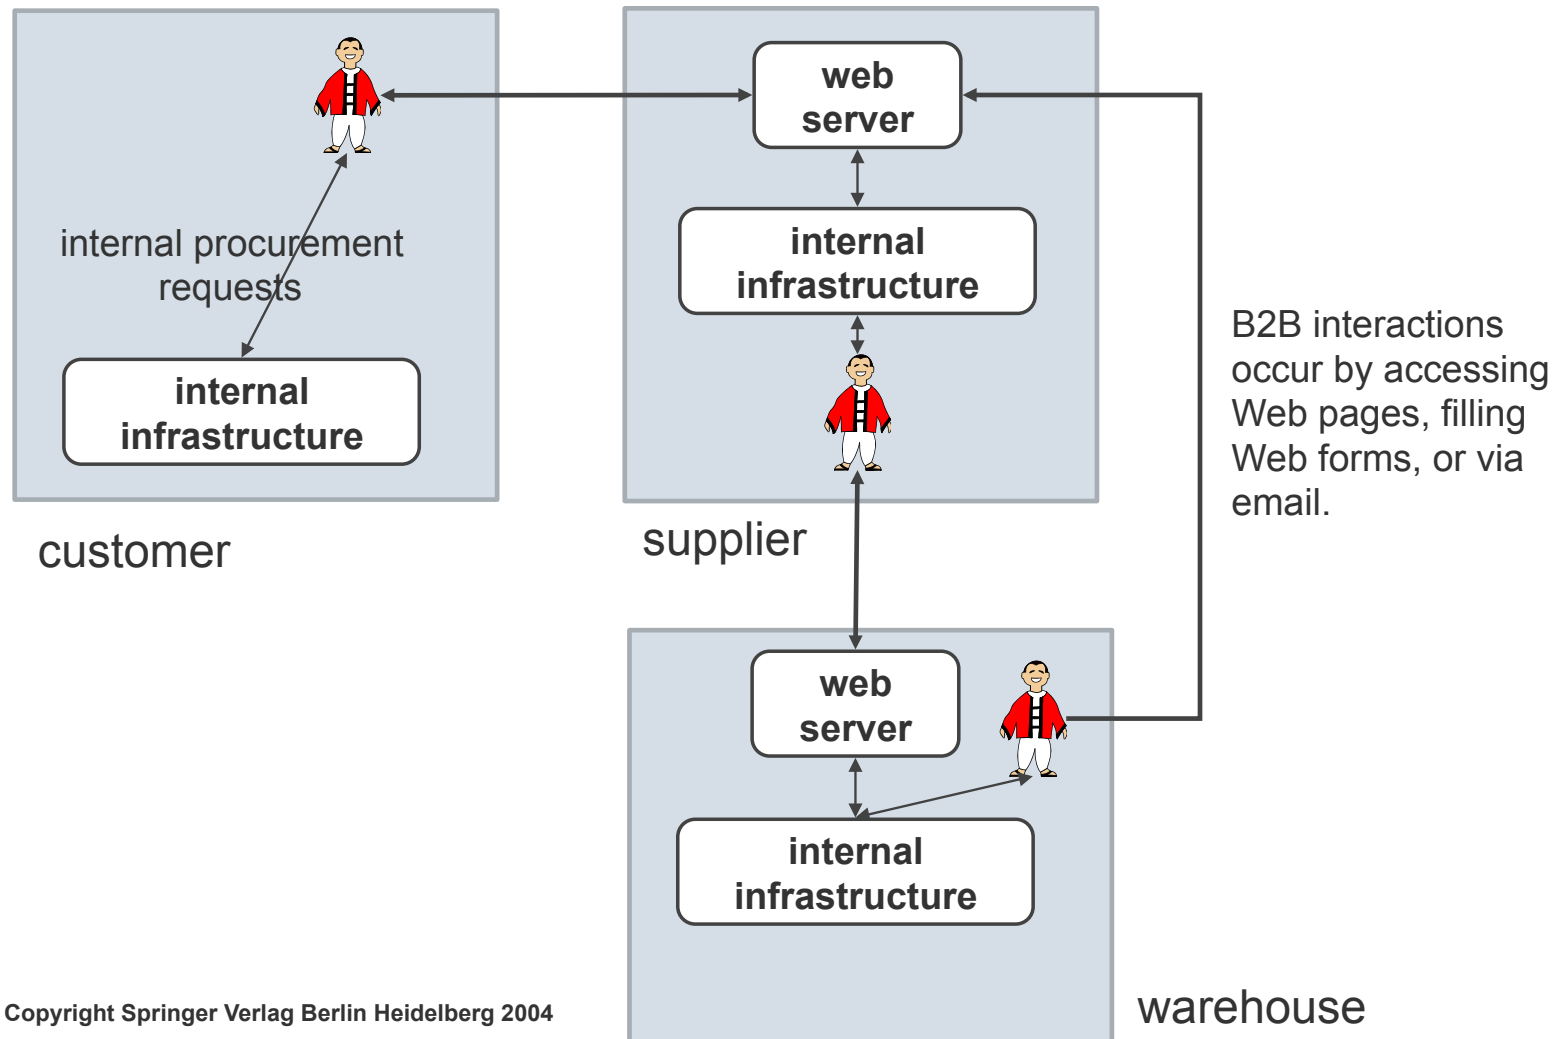 web
server
internal procurement
requests
internal
infrastructure
internal
infrastructure
B2B interactions
occur by accessing
Web pages, filling
Web forms, or via
email.
customer
supplier
web
server
internal
infrastructure
Copyright Springer Verlag Berlin Heidelberg 2004
warehouse